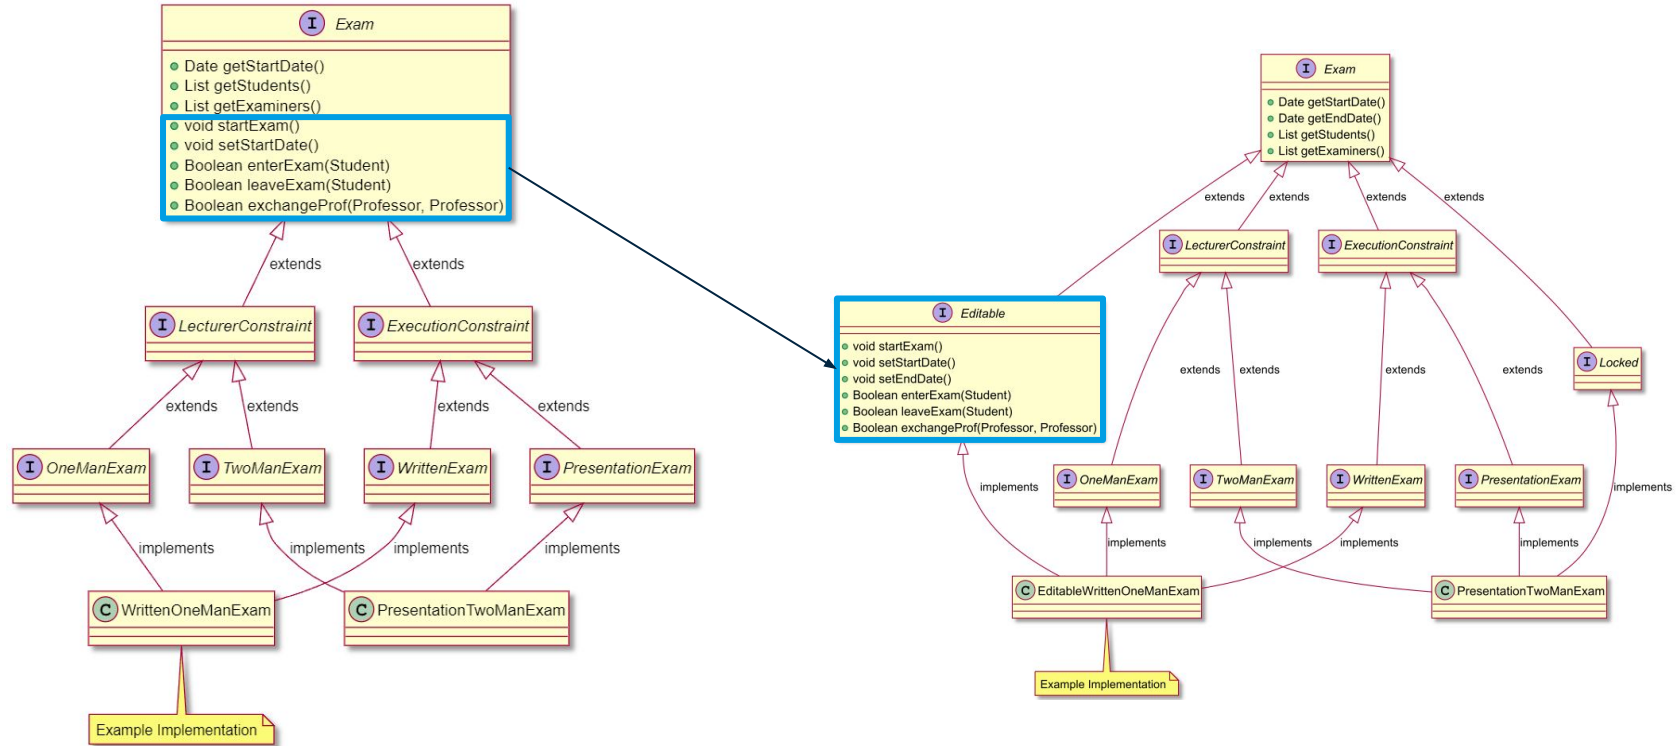 I Exam
Date getStartDate()
List getStudents()
List getExaminers()
void startExam()
void setStartDate()
Boolean enterExam(Student)
Boolean leaveExam(Student)
Boolean exchangeProf(Professor, Professor)
extends
extends
I LecturerConstraint
I ExecutionConstraint
extends
extends
extends
extends
I OneManExam
I TwoManExam
I WrittenExam
I PresentationExam
implements
implements
implements
implements
C WrittenOneManExam
C PresentationTwoManExam
Example Implementation
I Exam
Date getStartDate()
Date getEndDate()
List getStudents()
List getExaminers()
extends
extends
extends
extends
I LecturerConstraint
I ExecutionConstraint
I Editable
void startExam()
void setStartDate()
void setEndDate()
Boolean enterExam(Student)
Boolean leaveExam(Student)
Boolean exchangeProf(Professor, Professor)
I Locked
extends
extends
extends
extends
I OneManExam
I TwoManExam
I WrittenExam
I PresentationExam
implements
implements
implements
implements
implements
implements
C EditableWrittenOneManExam
C PresentationTwoManExam
Example Implementation